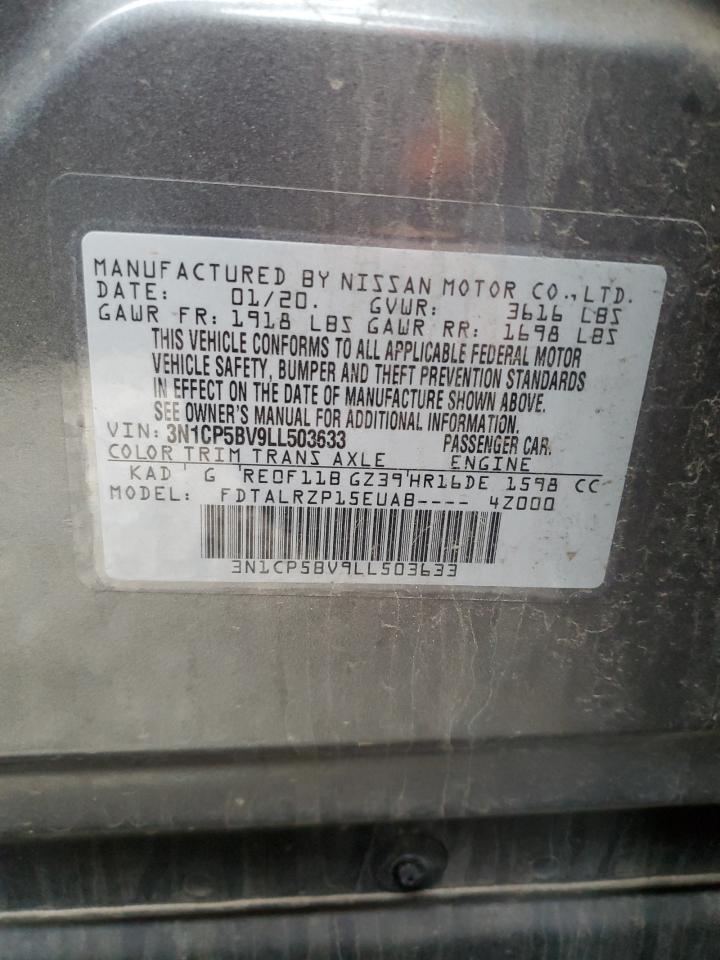 MANUFACTURED BY NISSAN MOTOR CO., LTD.
DATE: 01/20. GVWR: 3616 LBS
GAWR FR: 1918 LBS GAWR RR: 1698 LBS
THIS VEHICLE CONFORMS TO ALL APPLICABLE FEDERAL MOTOR
VEHICLE SAFETY, BUMPER AND THEFT PREVENTION STANDARDS
IN EFFECT ON THE DATE OF MANUFACTURE SHOWN ABOVE.
SEE OWNER'S MANUAL FOR ADDITIONAL INFORMATION.
VIN: 3N1CP5BV9LL503633 PASSENGER CAR.
COLOR TRIM TRANS AXLE ENGINE
KAD ' G 'RE0F11B GZ39'HR16DE 1598 CC
MODEL: FDTALRZP15EUAB---- 4Z000
3N1CP5BV9LL503633